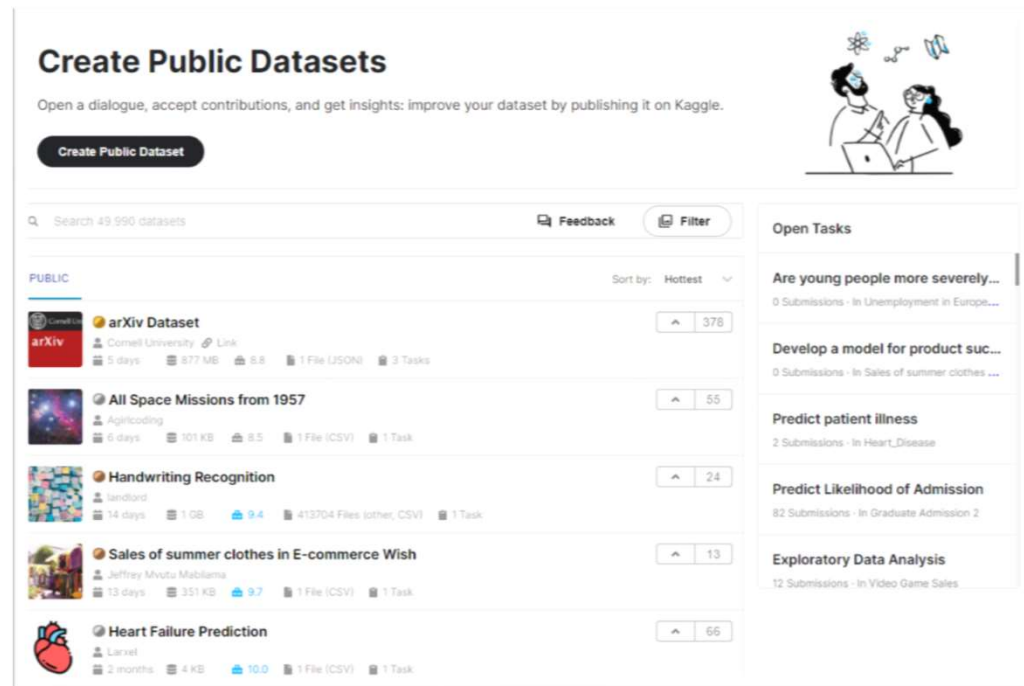 Create Public Datasets
Open a dialogue, accept contributions, and get insights: improve your dataset by publishing it on Kaggle.
Create Public Dataset
Search 49,990 datasets
Feedback
Filter
PUBLIC
Sort by: Hottest
arXiv
arXiv Dataset
378
Cornell University Link
5 days 877 MB 8.8 1 File (JSON) 3 Tasks
All Space Missions from 1957
55
Agirlcoding
6 days 101 KB 8.5 1 File (CSV) 1 Task
Handwriting Recognition
24
landlord
14 days 1 GB 9.4 413704 Files (other, CSV) 1 Task
Sales of summer clothes in E-commerce Wish
13
Jeffrey Mvutu Mabilama
13 days 351 KB 9.7 1 File (CSV) 1 Task
Heart Failure Prediction
66
Larxel
2 months 4 KB 10.0 1 File (CSV) 1 Task
Open Tasks
Are young people more severely...
0 Submissions · In Unemployment in Europe...
Develop a model for product suc...
0 Submissions · In Sales of summer clothes ...
Predict patient illness
2 Submissions · In Heart_Disease
Predict Likelihood of Admission
82 Submissions · In Graduate Admission 2
Exploratory Data Analysis
12 Submissions · In Video Game Sales